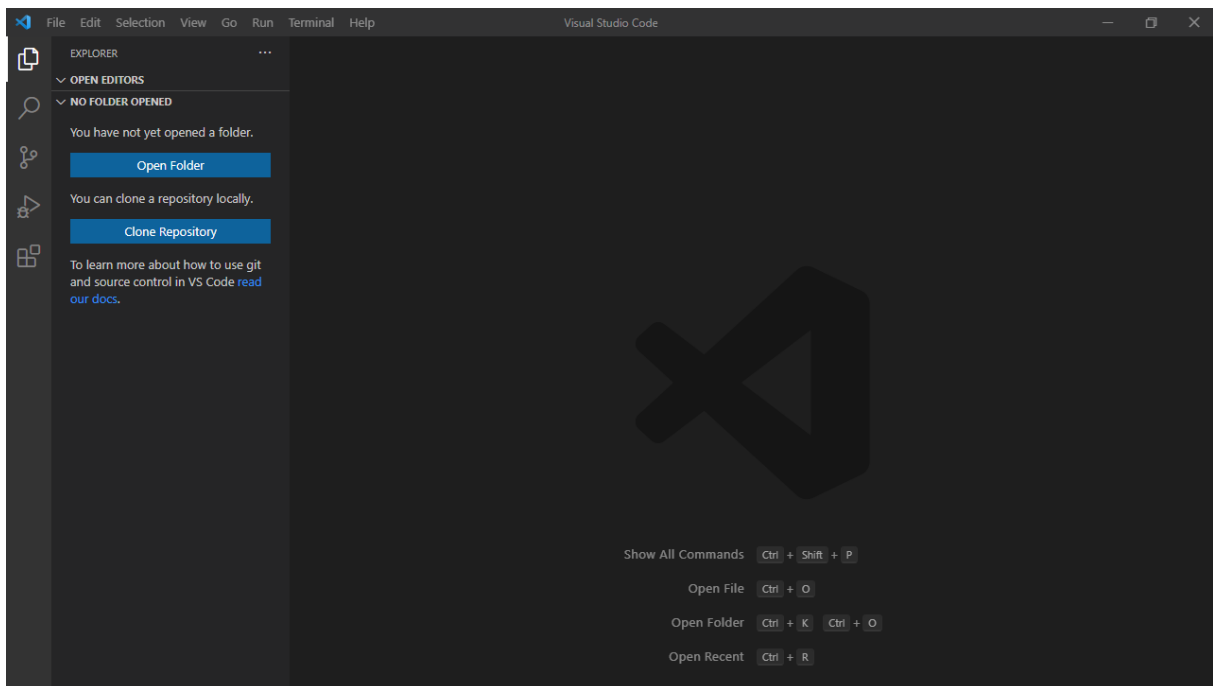 File Edit Selection View Go Run Terminal Help
Visual Studio Code
EXPLORER
OPEN EDITORS
NO FOLDER OPENED
You have not yet opened a folder.
Open Folder
You can clone a repository locally.
Clone Repository
To learn more about how to use git
and source control in VS Code read
our docs.
Show All Commands Ctrl + Shift + P
Open File Ctrl + O
Open Folder Ctrl + K Ctrl + O
Open Recent Ctrl + R